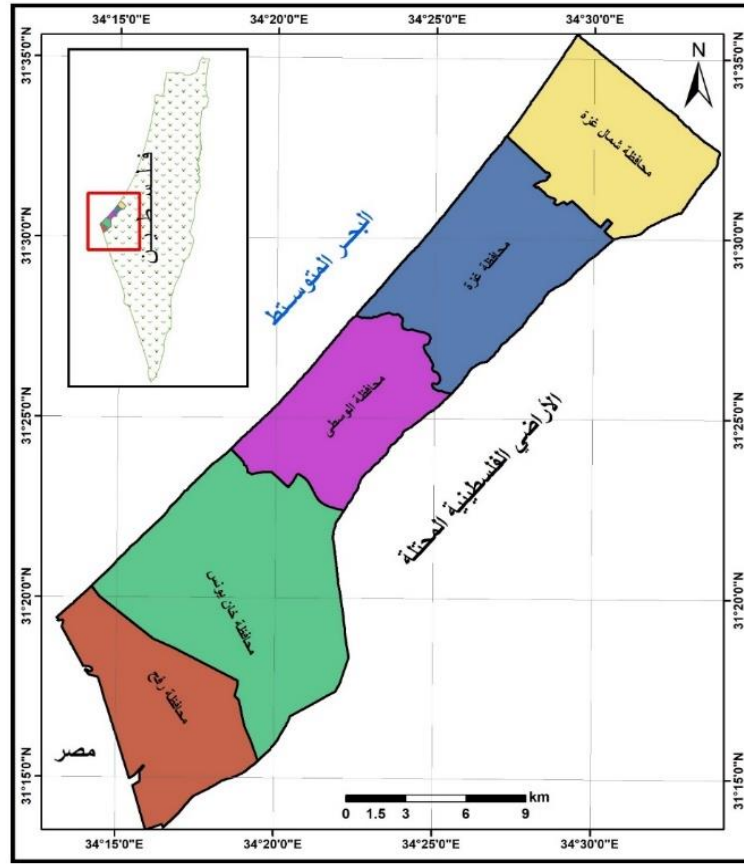 34°15'0"E 34°20'0"E 34°25'0"E 34°30'0"E
31°35'0"N 31°35'0"N
N
محافظة شمال غزة
فلسطين
البحر المتوسط
31°30'0"N 31°30'0"N
محافظة غزة
محافظة الوسطى
31°25'0"N 31°25'0"N
الأراضي الفلسطينية المحتلة
31°20'0"N 31°20'0"N
محافظة خان يونس
محافظة رفح
مصر
31°15'0"N 31°15'0"N
km
0 1.5 3 6 9
34°15'0"E 34°20'0"E 34°25'0"E 34°30'0"E